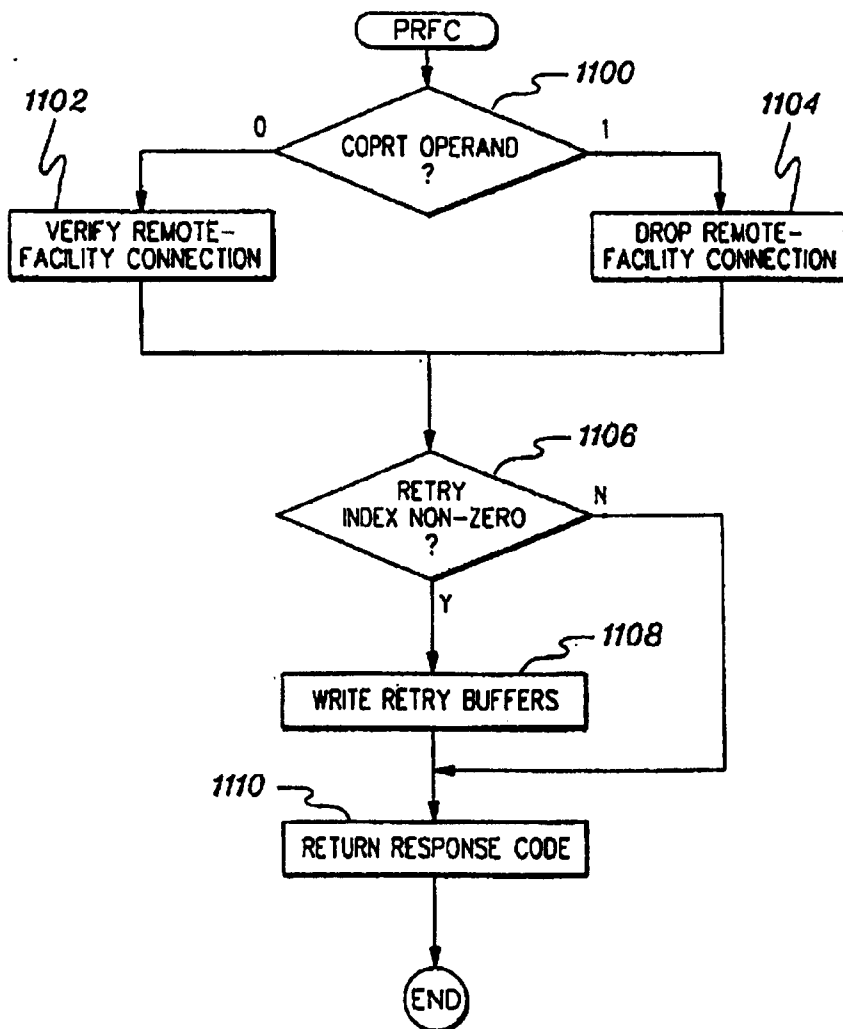 PRFC
1100
1102
1104
0
1
COPRT OPERAND
?
VERIFY REMOTE-
FACILITY CONNECTION
DROP REMOTE-
FACILITY CONNECTION
1106
RETRY
INDEX NON-ZERO
?
N
Y
1108
WRITE RETRY BUFFERS
1110
RETURN RESPONSE CODE
END